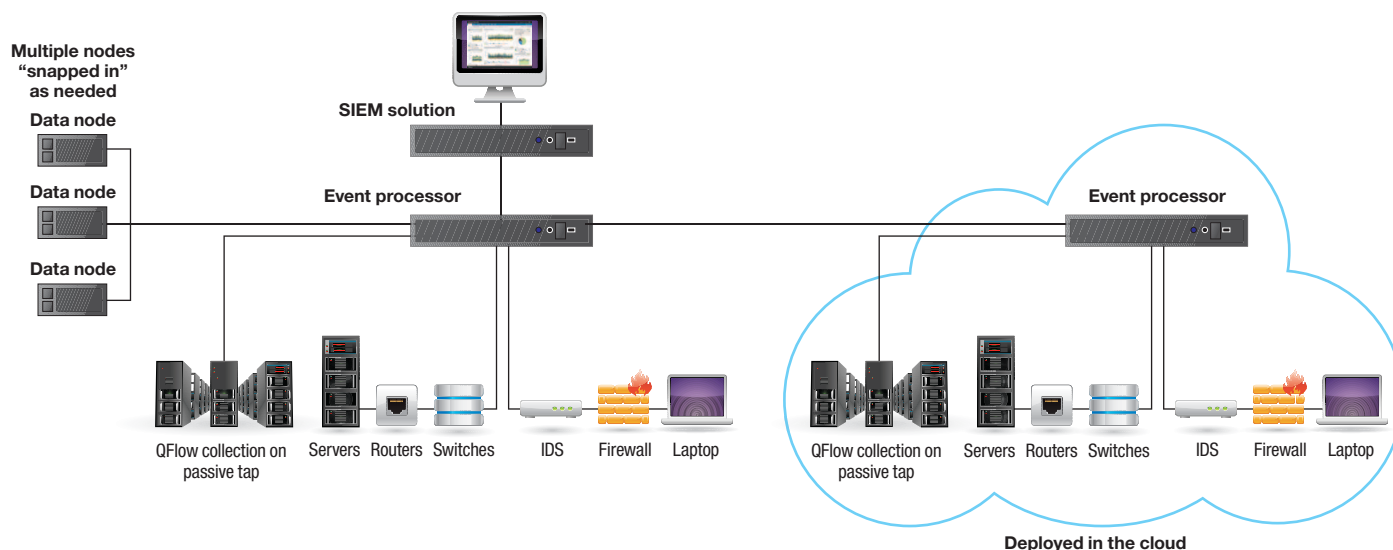 Multiple nodes
“snapped in”
as needed
Data node
Data node
Data node
SIEM solution
Event processor
QFlow collection on
passive tap
Servers
Routers
Switches
IDS
Firewall
Laptop
Event processor
QFlow collection on
passive tap
Servers
Routers
Switches
IDS
Firewall
Laptop
Deployed in the cloud